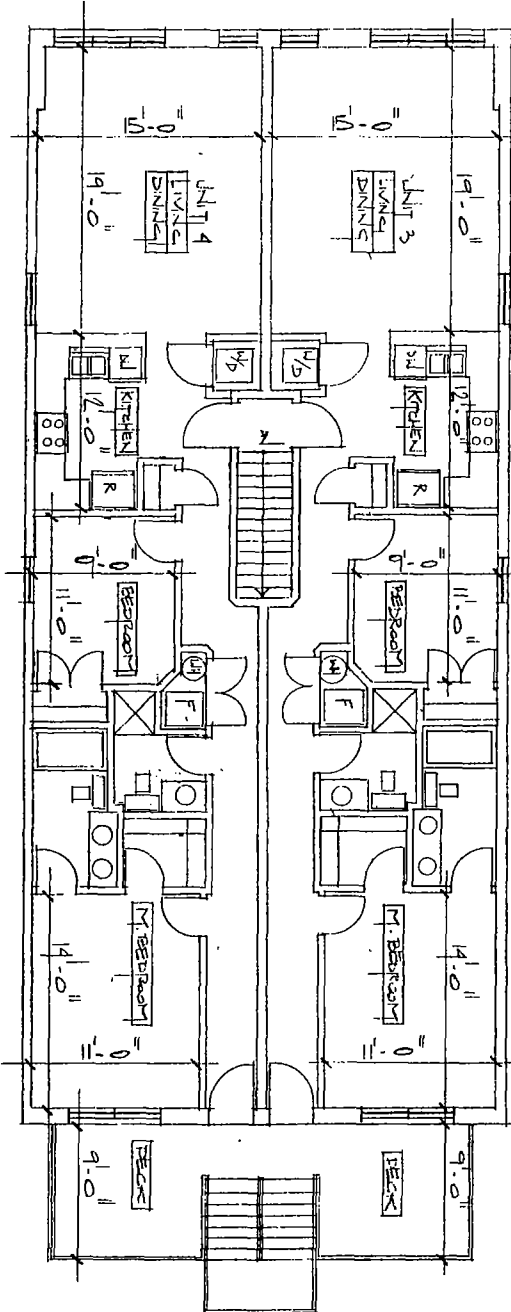 15'-0"
15'-0"
19'-0"
UNIT 4
LIVING
DINING
UNIT 3
LIVING
DINING
19'-0"
W/D
W/D
KITCHEN
12'-0"
R
KITCHEN
12'-0"
R
DW
9'-0"
9'-0"
BEDROOM
11'-0"
BEDROOM
11'-0"
WH
F
F
M. BEDROOM
14'-0"
M. BEDROOM
14'-0"
11'-0"
11'-0"
DECK
9'-0"
DECK
9'-0"